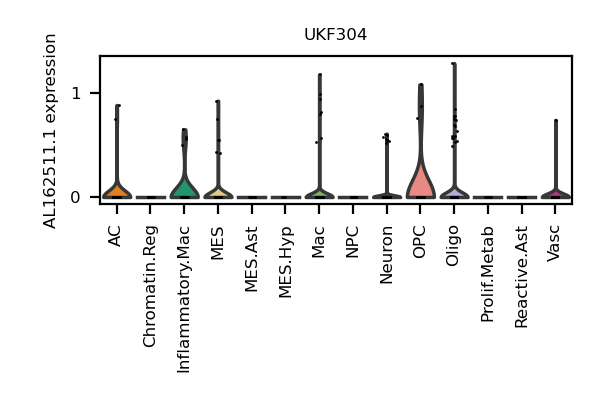 UKF304
AL162511.1 expression
1
0
AC
Chromatin.Reg
Inflammatory.Mac
MES
MES.Ast
MES.Hyp
Mac
NPC
Neuron
OPC
Oligo
Prolif.Metab
Reactive.Ast
Vasc